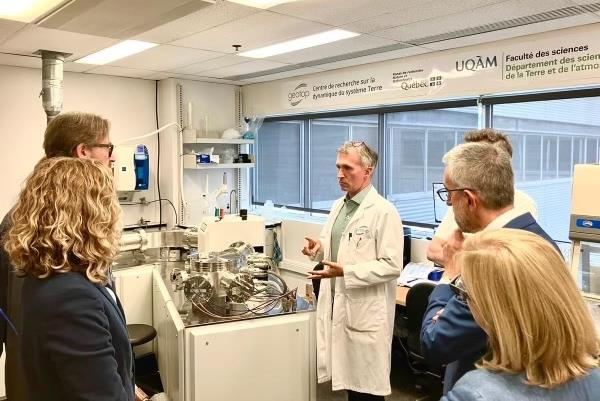 geotop
Centre de recherche sur la
dynamique du système Terre
Québec
UQÀM
Faculté des sciences
Département des sci
de la Terre et de l'atmo